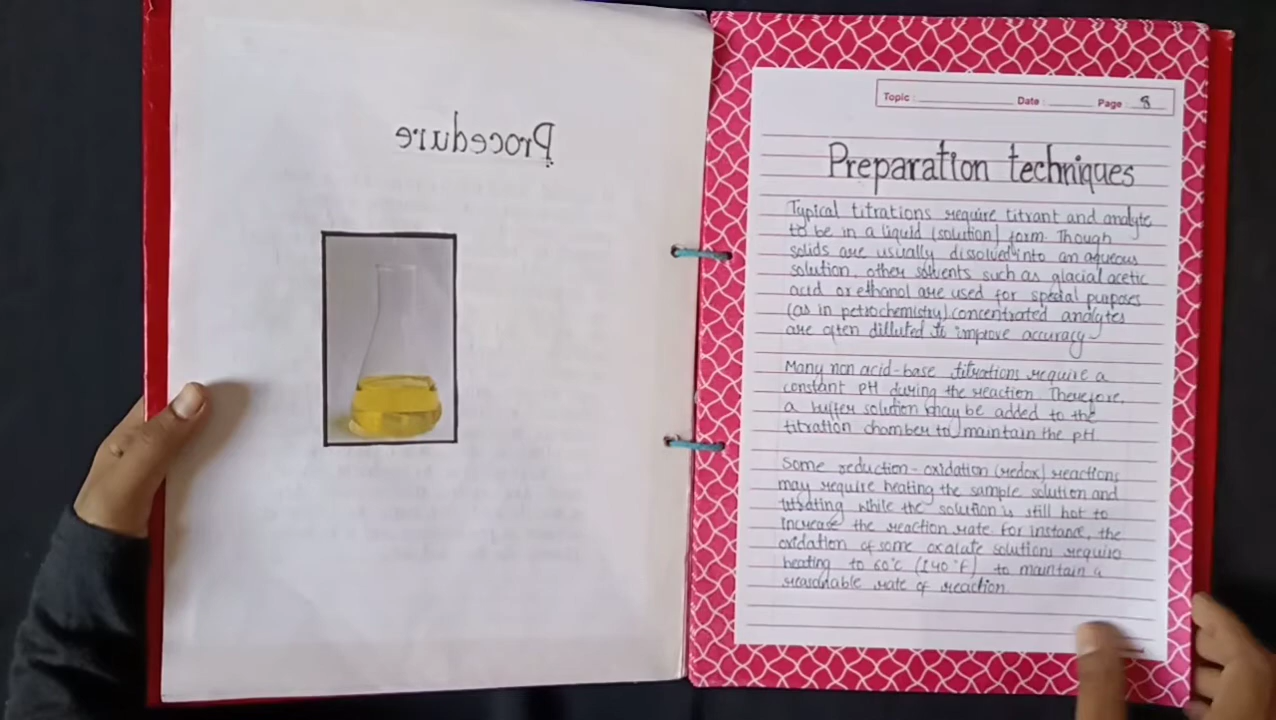 Procedure
Topic : Date : Page : 8
Preparation techniques
Typical titrations require titrant and analyte
to be in a liquid (solution) form. Though
solids are usually dissolved into an aqueous
solution, other solvents such as glacial acetic
acid or ethanol are used for special purposes
(as in petrochemistry) concentrated analytes
are often dilluted to improve accuracy
Many non acid-base titrations require a
constant pH during the reaction. Therefore,
a buffer solution may be added to the
titration chamber to maintain the pH
Some reduction-oxidation (redox) reactions
may require heating the sample solution and
titrating while the solution is still hot to
increase the reaction rate. For instance, the
oxidation of some oxalate solutions require
heating to 60°C (140°F) to maintain a
reasonable rate of reaction.